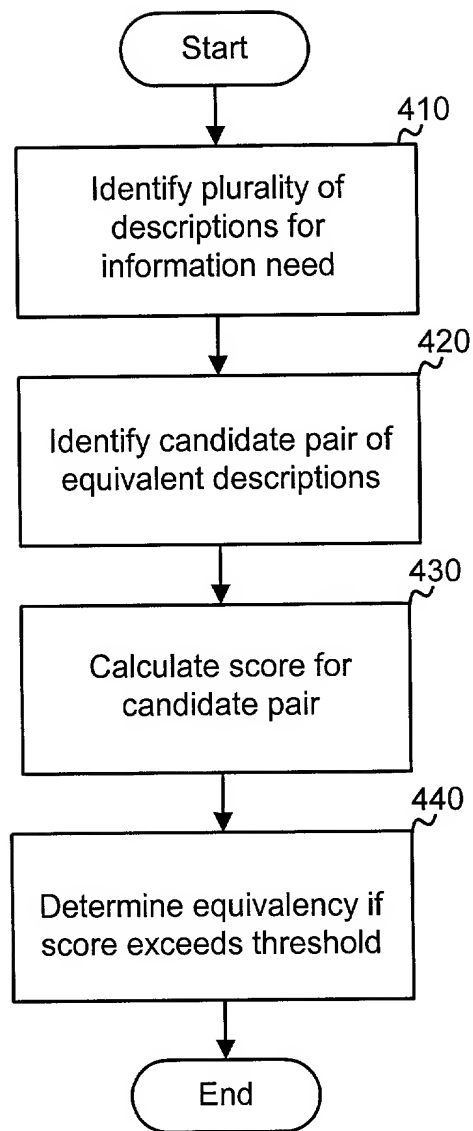 Start
410
Identify plurality of
descriptions for
information need
420
Identify candidate pair of
equivalent descriptions
430
Calculate score for
candidate pair
440
Determine equivalency if
score exceeds threshold
End